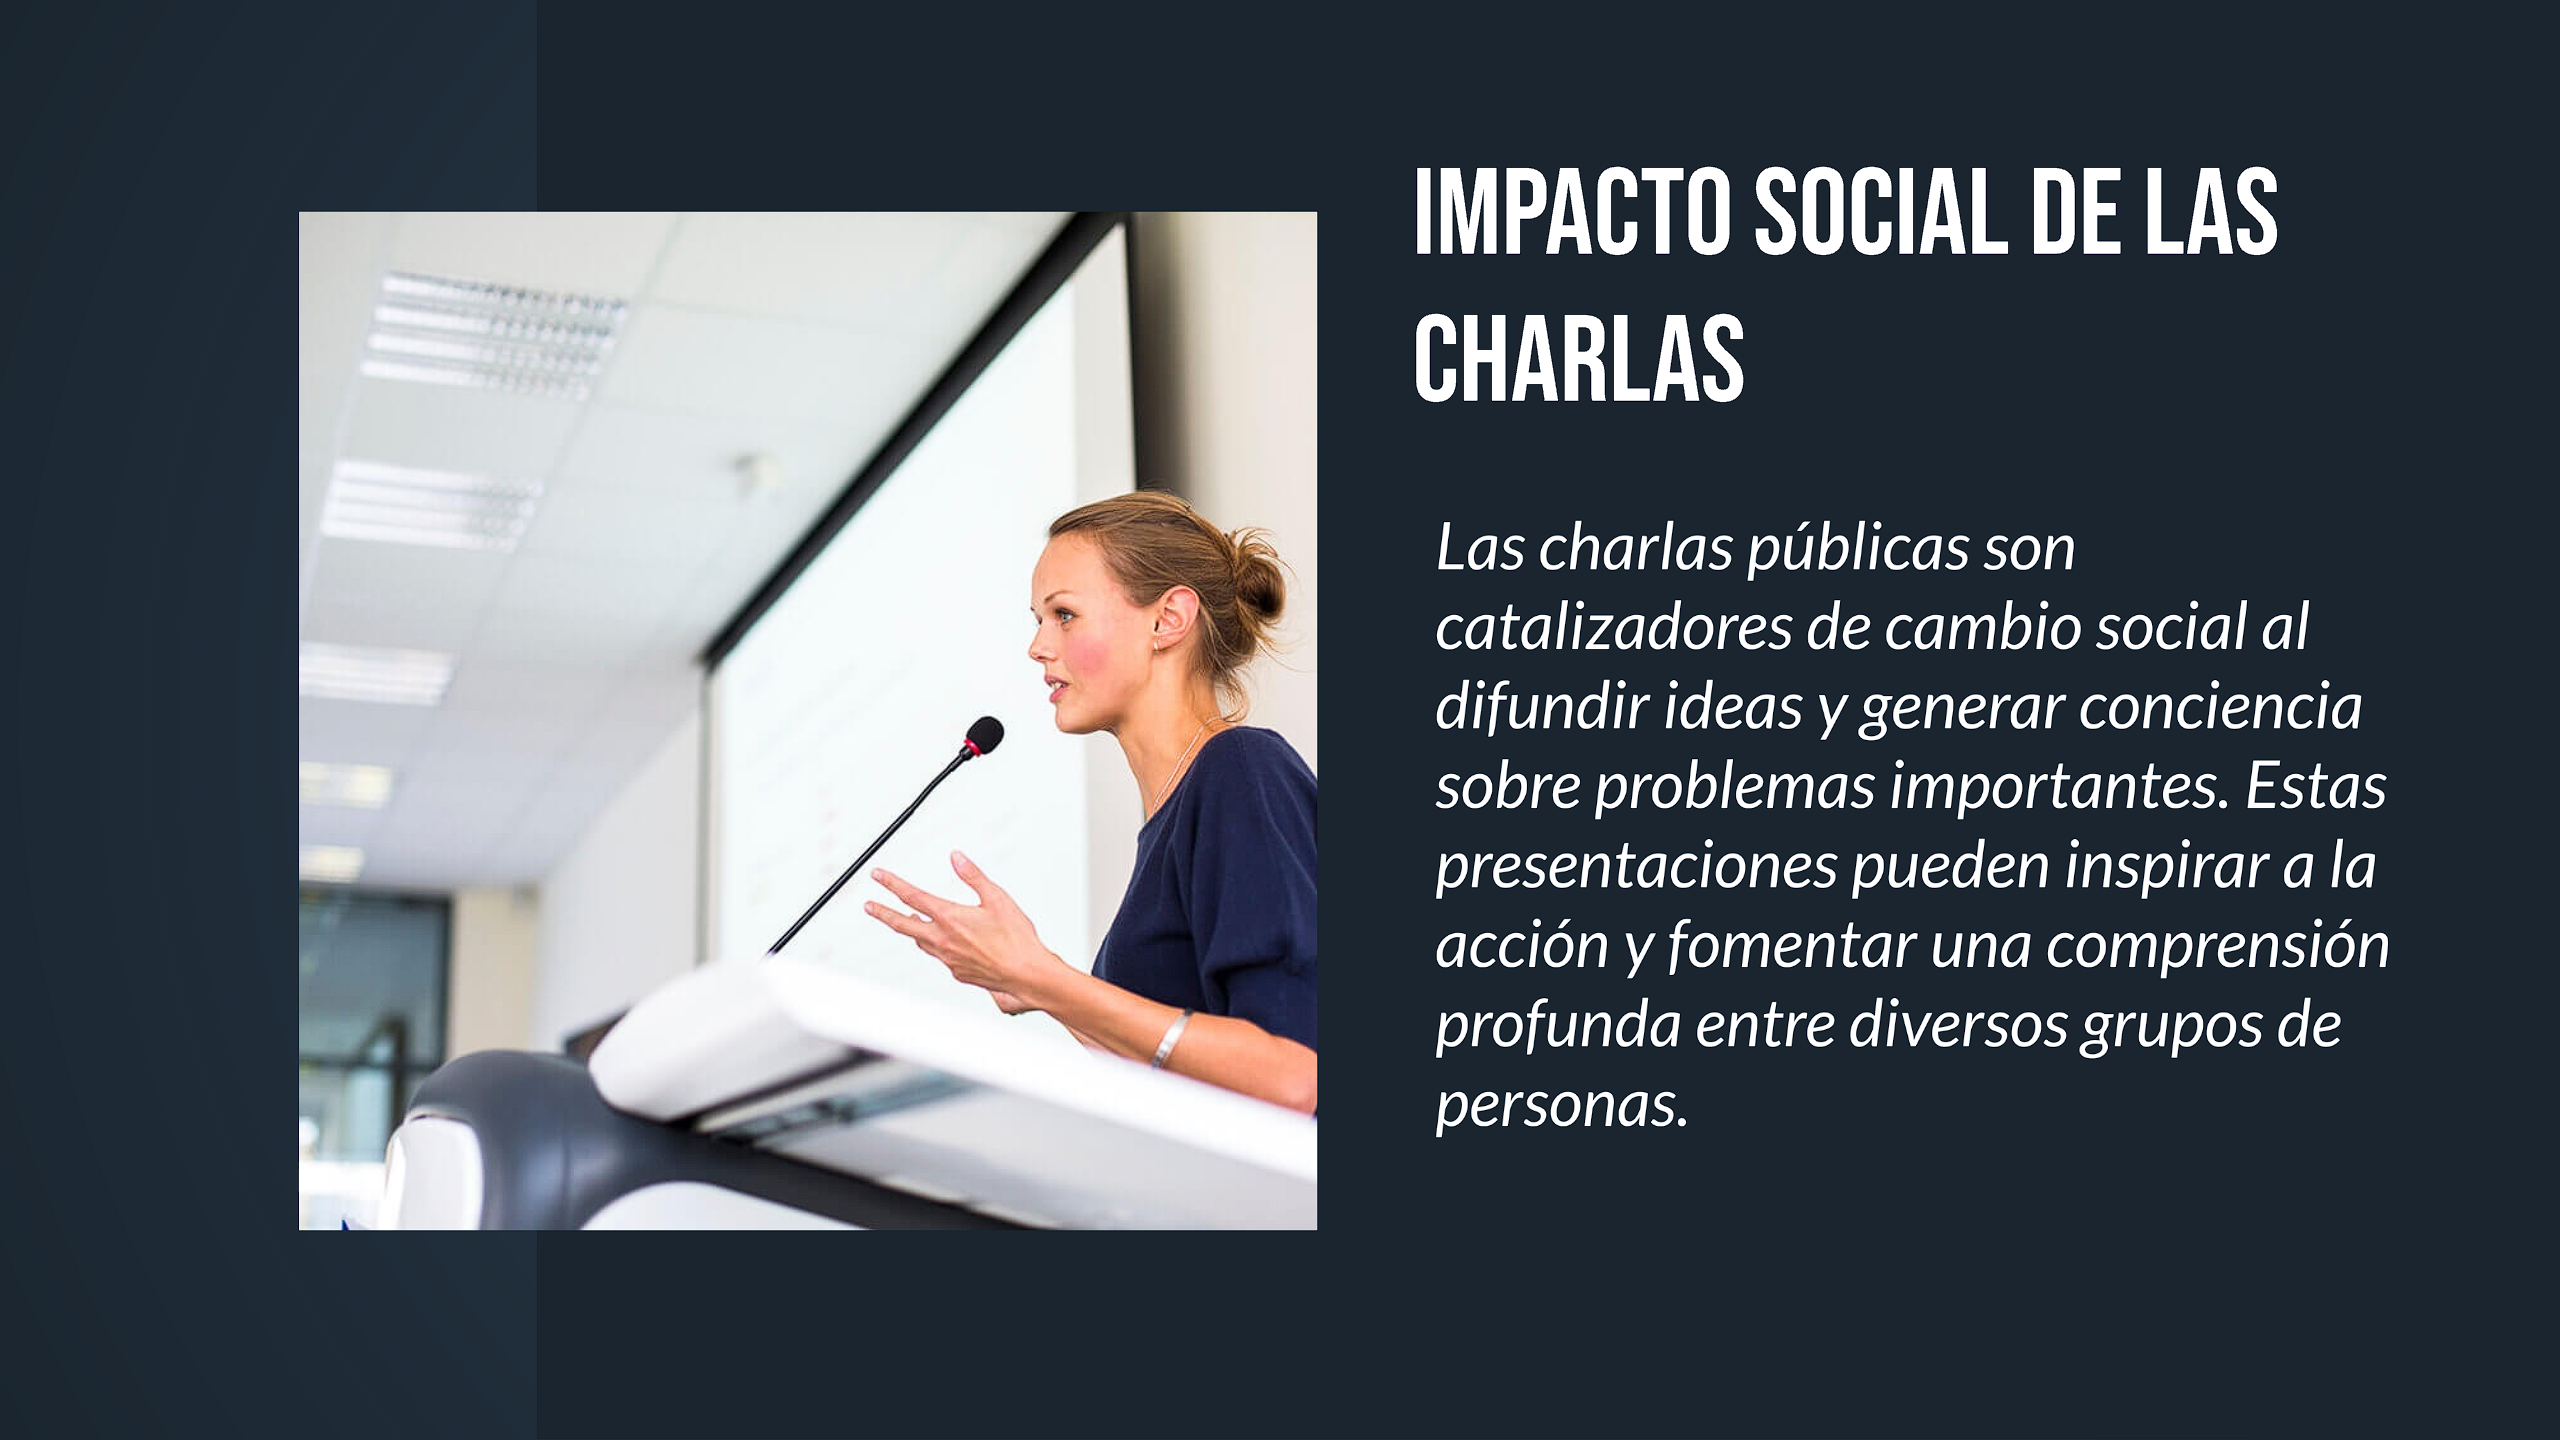 IMPACTO SOCIAL DE LAS
CHARLAS
Las charlas públicas son
catalizadores de cambio social al
difundir ideas y generar conciencia
sobre problemas importantes. Estas
presentaciones pueden inspirar a la
acción y fomentar una comprensión
profunda entre diversos grupos de
personas.